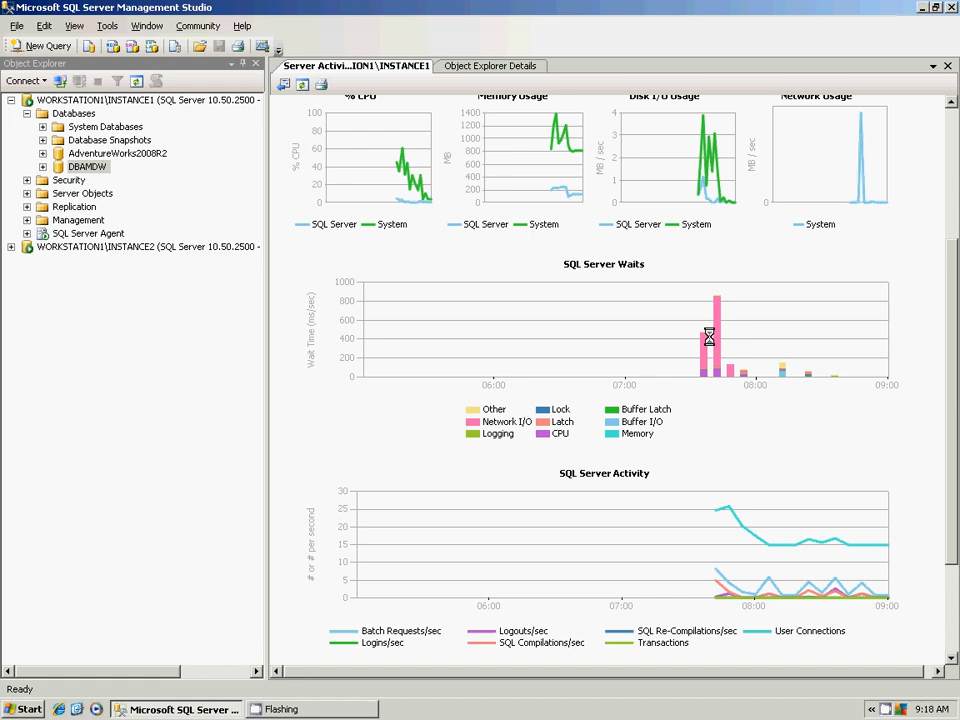 Microsoft SQL Server Management Studio
File Edit View Tools Window Community Help
New Query
Object Explorer
Server Activi...ION1\INSTANCE1 Object Explorer Details
Connect
WORKSTATION1\INSTANCE1 (SQL Server 10.50.2500 -
Databases
System Databases
Database Snapshots
AdventureWorks2008R2
DBAMDW
Security
Server Objects
Replication
Management
SQL Server Agent
WORKSTATION1\INSTANCE2 (SQL Server 10.50.2500 -
% CPU Memory Usage Disk I/O Usage Network Usage
100
80
60
40
20
0
% CPU
1400
1200
1000
800
600
400
200
0
MB
4
3
2
1
0
MB / sec
0
MB / sec
SQL Server System SQL Server System SQL Server System System
SQL Server Waits
1000
800
600
400
200
0
Wait Time (ms/sec)
06:00 07:00 08:00 09:00
Other Lock Buffer Latch
Network I/O Latch Buffer I/O
Logging CPU Memory
SQL Server Activity
30
25
20
15
10
5
0
# or # per second
06:00 07:00 08:00 09:00
Batch Requests/sec Logouts/sec SQL Re-Compilations/sec User Connections
Logins/sec SQL Compilations/sec Transactions
Ready
Start Microsoft SQL Server ... Flashing 9:18 AM